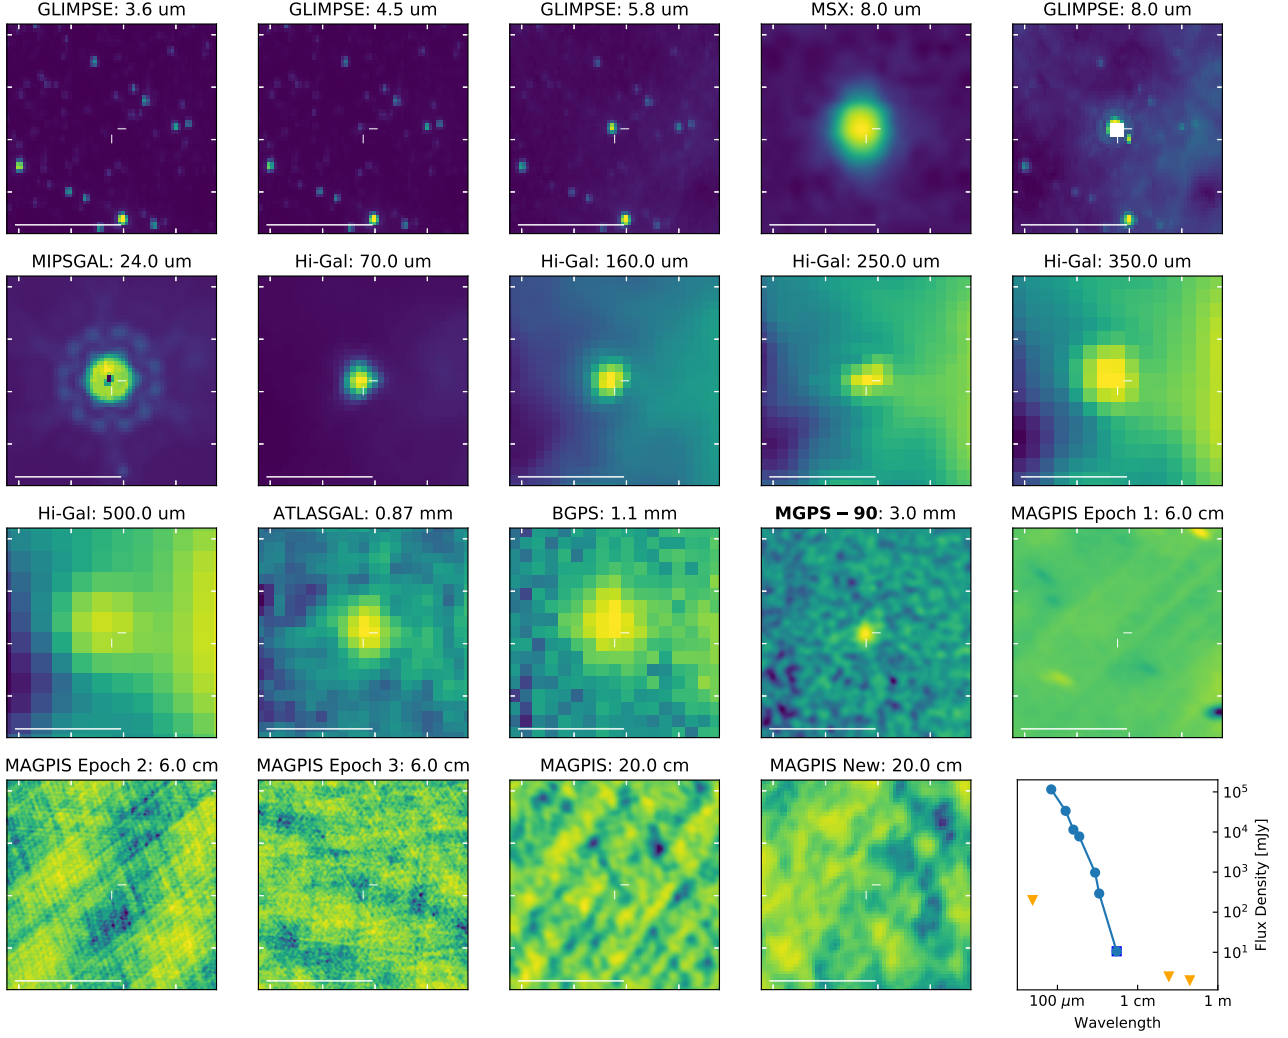 GLIMPSE: 3.6 um
GLIMPSE: 4.5 um
GLIMPSE: 5.8 um
MSX: 8.0 um
GLIMPSE: 8.0 um
MIPSGAL: 24.0 um
Hi-Gal: 70.0 um
Hi-Gal: 160.0 um
Hi-Gal: 250.0 um
Hi-Gal: 350.0 um
Hi-Gal: 500.0 um
ATLASGAL: 0.87 mm
BGPS: 1.1 mm
MGPS − 90: 3.0 mm
MAGPIS Epoch 1: 6.0 cm
MAGPIS Epoch 2: 6.0 cm
MAGPIS Epoch 3: 6.0 cm
MAGPIS: 20.0 cm
MAGPIS New: 20.0 cm
10⁵
10⁴
10³
10²
10¹
Flux Density [mJy]
100 μm
1 cm
1 m
Wavelength